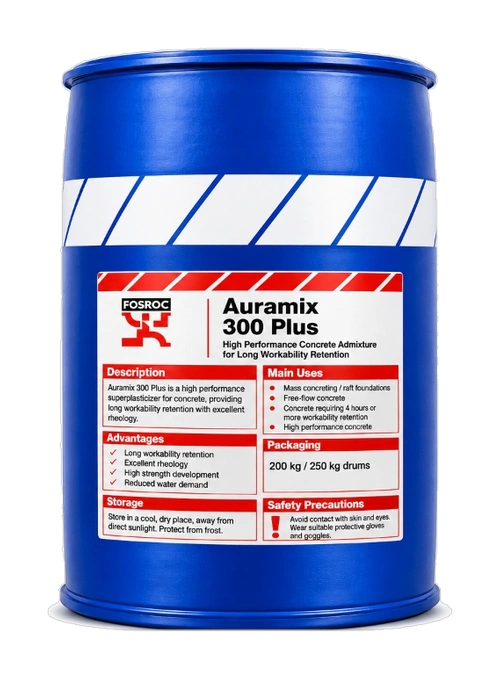 FOSROC
Auramix
300 Plus
High Performance Concrete Admixture
for Long Workability Retention
Description
Auramix 300 Plus is a high performance
superplasticizer for concrete, providing
long workability retention with excellent
rheology.
Advantages
Long workability retention
Excellent rheology
High strength development
Reduced water demand
Storage
Store in a cool, dry place, away from
direct sunlight. Protect from frost.
Main Uses
Mass concreting / raft foundations
Free-flow concrete
Concrete requiring 4 hours or
more workability retention
High performance concrete
Packaging
200 kg / 250 kg drums
Safety Precautions
Avoid contact with skin and eyes.
Wear suitable protective gloves
and goggles.